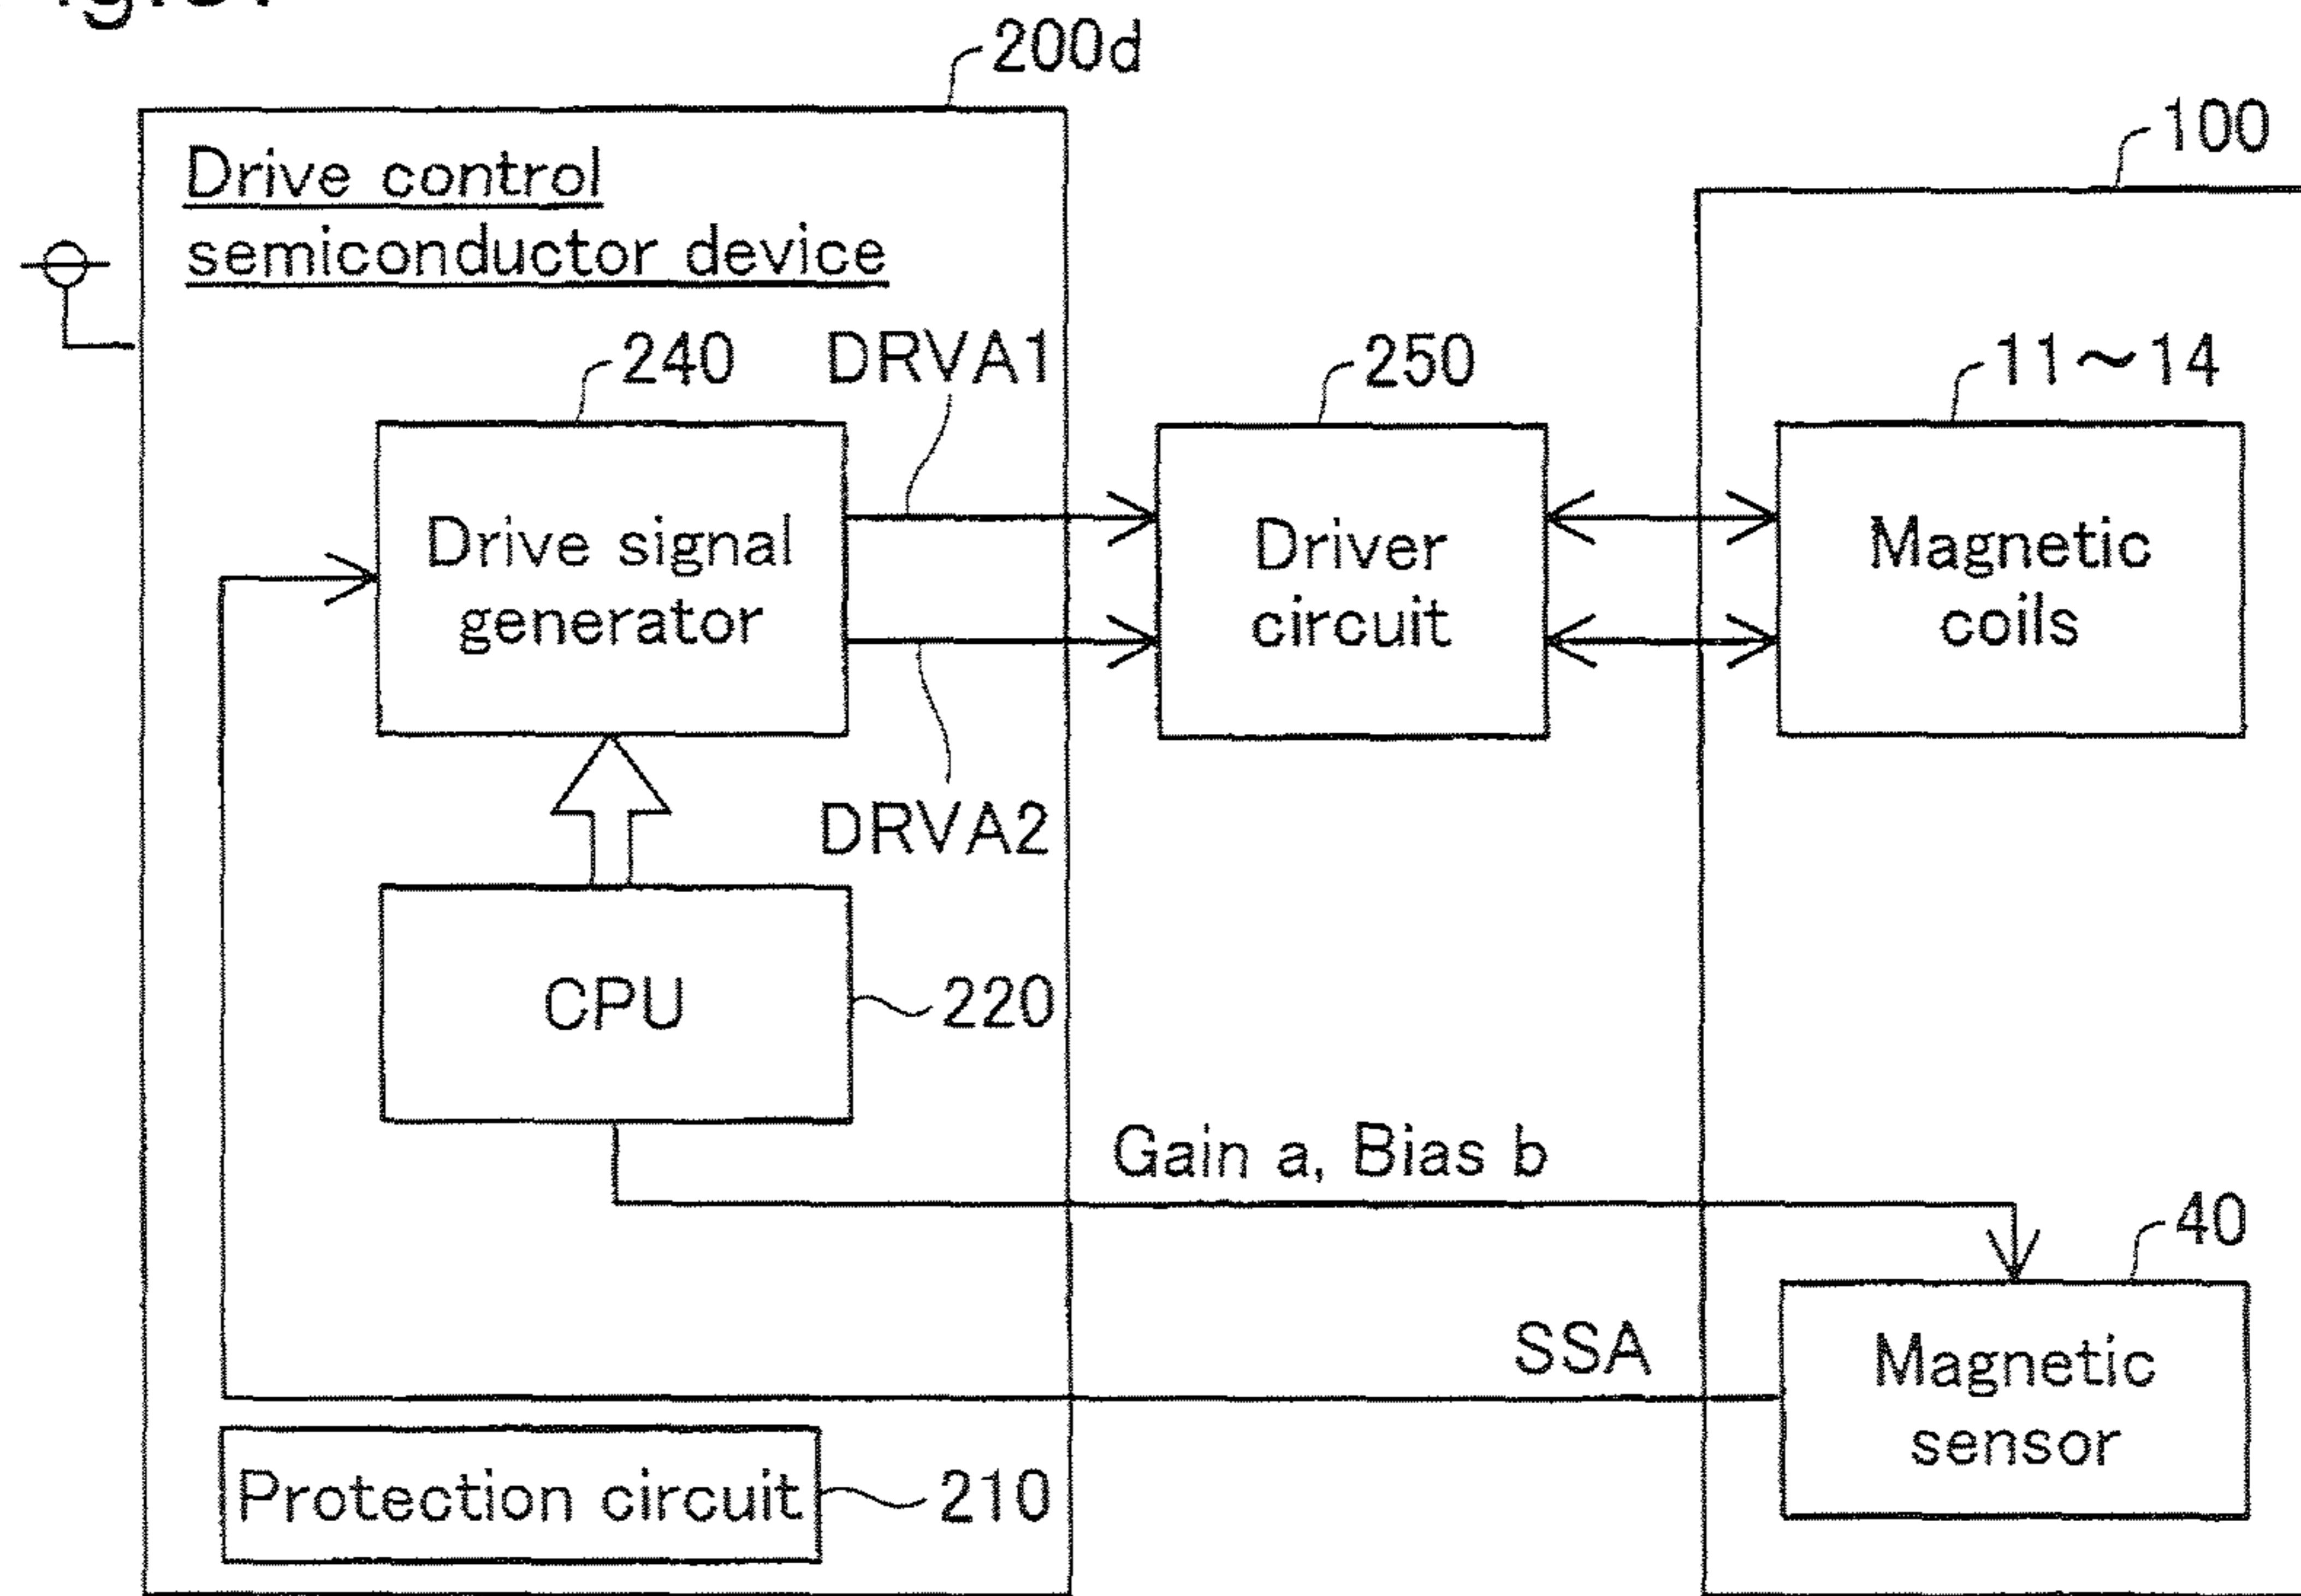 200d
100
Drive control
semiconductor device
240
DRVA1
250
11~14
Drive signal
generator
Driver
circuit
Magnetic
coils
DRVA2
CPU
220
Gain a, Bias b
40
SSA
Magnetic
sensor
Protection circuit
210